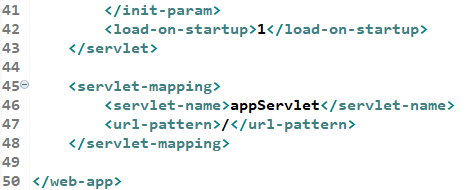 41 </init-param>
42 <load-on-startup>1</load-on-startup>
43 </servlet>
44
45 <servlet-mapping>
46 <servlet-name>appServlet</servlet-name>
47 <url-pattern>/</url-pattern>
48 </servlet-mapping>
49
50 </web-app>